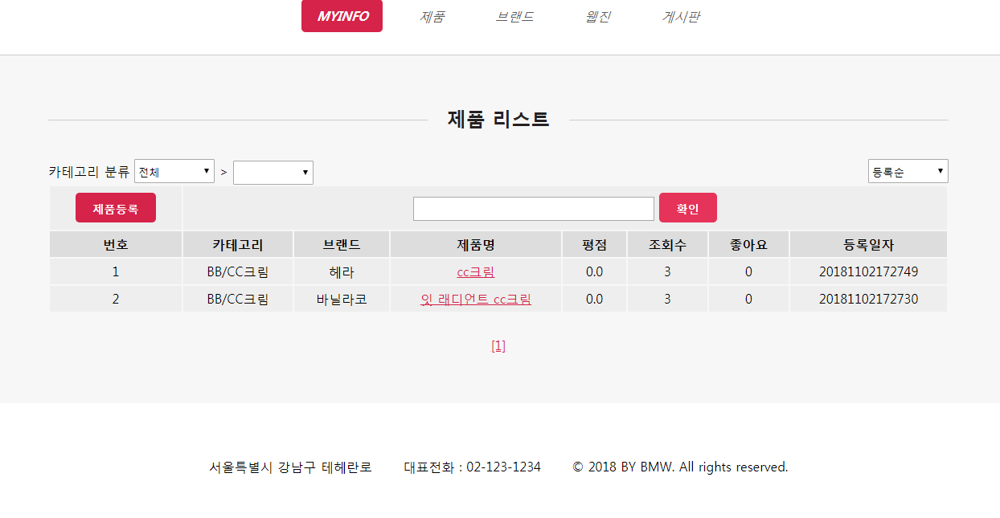 MYINFO 제품 브랜드 웹진 게시판
제품 리스트
카테고리 분류 전체 > 등록순
제품등록 확인
번호 카테고리 브랜드 제품명 평점 조회수 좋아요 등록일자
1 BB/CC크림 헤라 cc크림 0.0 3 0 20181102172749
2 BB/CC크림 바닐라코 잇 래디언트 cc크림 0.0 3 0 20181102172730
[1]
서울특별시 강남구 테헤란로 대표전화 : 02-123-1234 © 2018 BY BMW. All rights reserved.